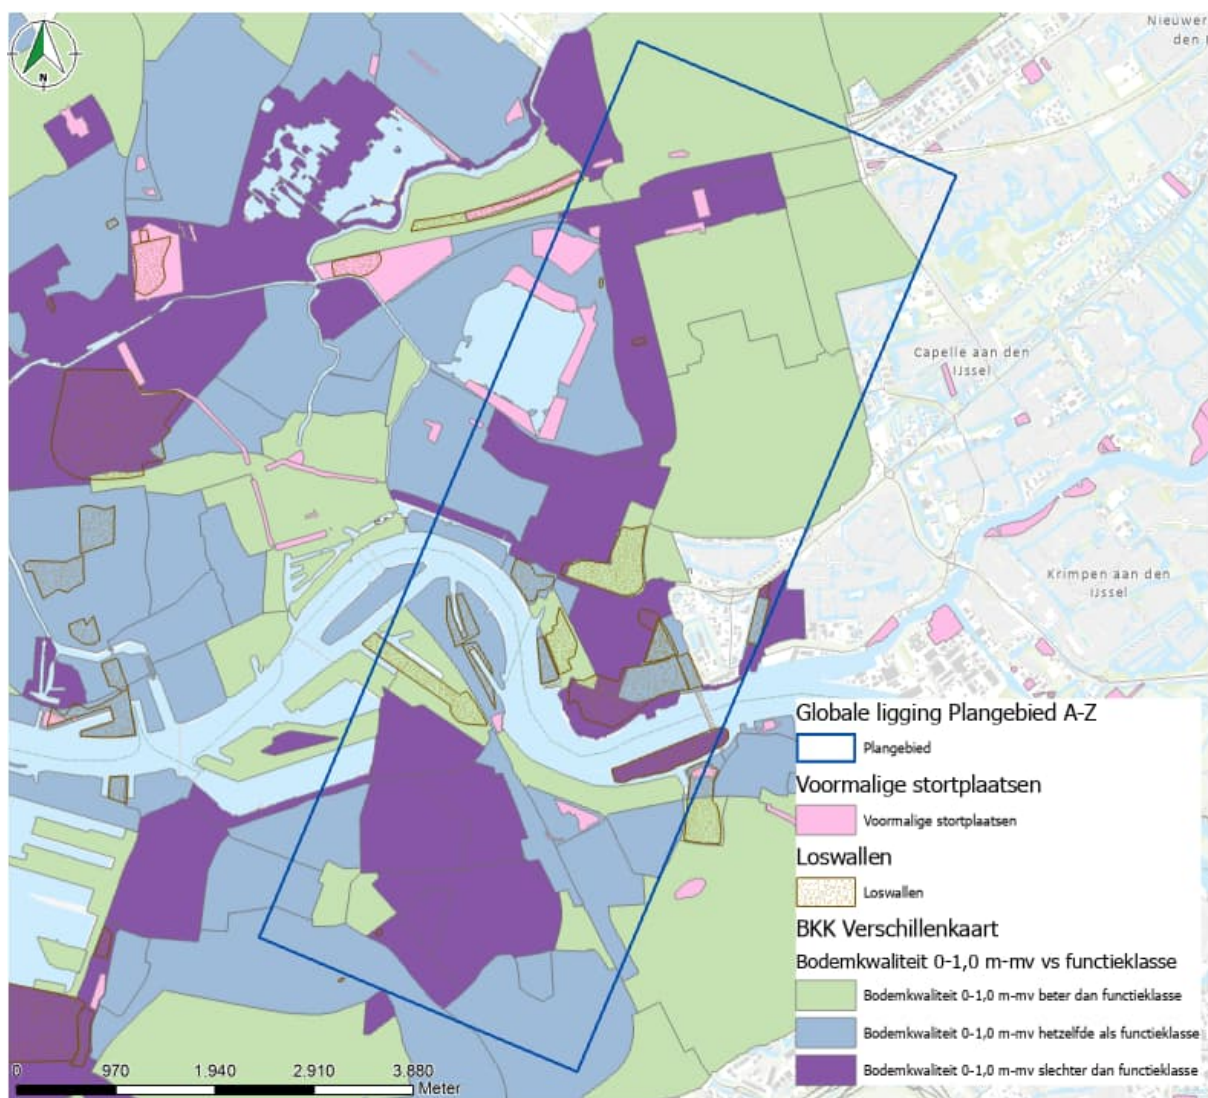 N
Nieuwer
den I
Capelle aan den
IJssel
Krimpen aan den
IJssel
Globale ligging Plangebied A-Z
Plangebied
Voormalige stortplaatsen
Voormalige stortplaatsen
Loswallen
Loswallen
BKK Verschillenkaart
Bodemkwaliteit 0-1,0 m-mv vs functieklasse
Bodemkwaliteit 0-1,0 m-mv beter dan functieklasse
Bodemkwaliteit 0-1,0 m-mv hetzelfde als functieklasse
Bodemkwaliteit 0-1,0 m-mv slechter dan functieklasse
0 970 1.940 2.910 3.880
Meter